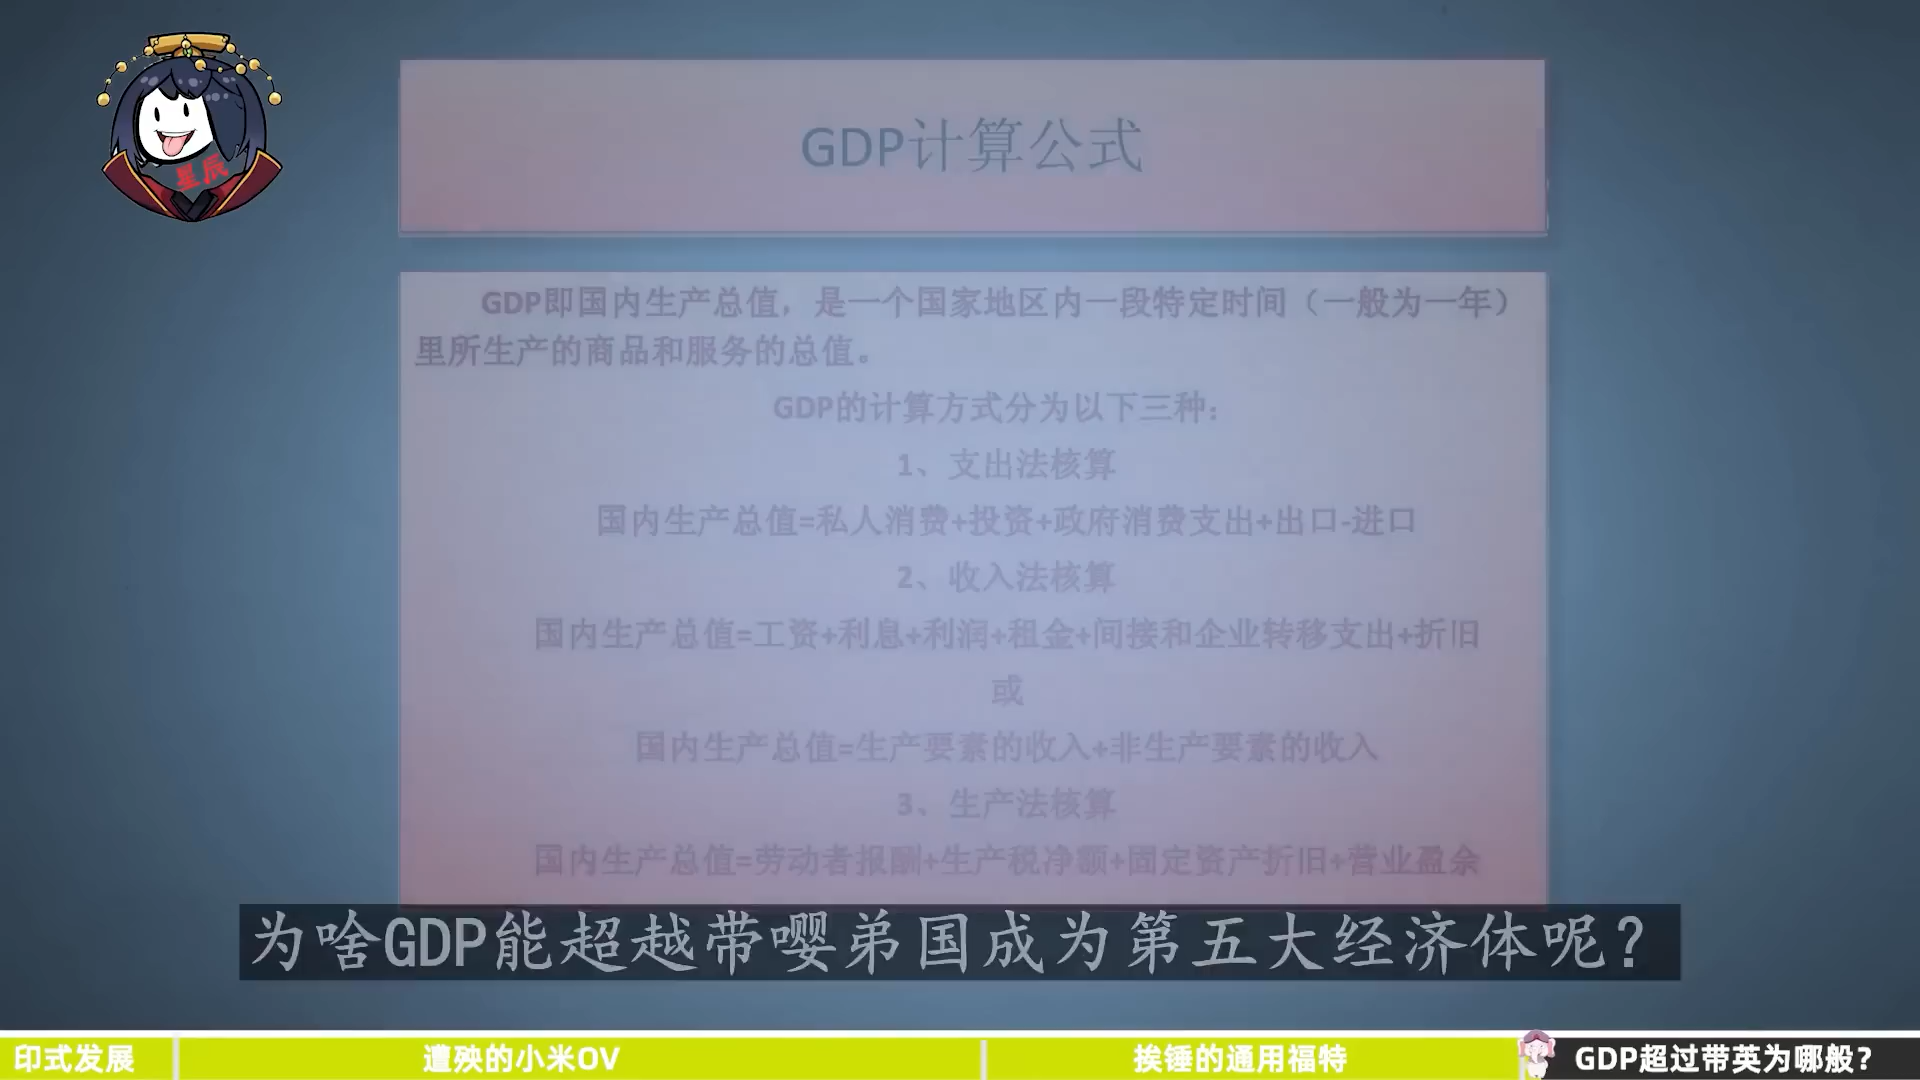 星辰
GDP计算公式
GDP即国内生产总值，是一个国家地区内一段特定时间（一般为一年）
里所生产的商品和服务的总值。
GDP的计算方式分为以下三种：
1、支出法核算
国内生产总值=私人消费+投资+政府消费支出+出口-进口
2、收入法核算
国内生产总值=工资+利息+利润+租金+间接和企业转移支出+折旧
或
国内生产总值=生产要素的收入+非生产要素的收入
3、生产法核算
国内生产总值=劳动者报酬+生产税净额+固定资产折旧+营业盈余
为啥GDP能超越带嘤弟国成为第五大经济体呢？
印式发展
遭殃的小米OV
挨锤的通用福特
GDP超过带英为哪般？